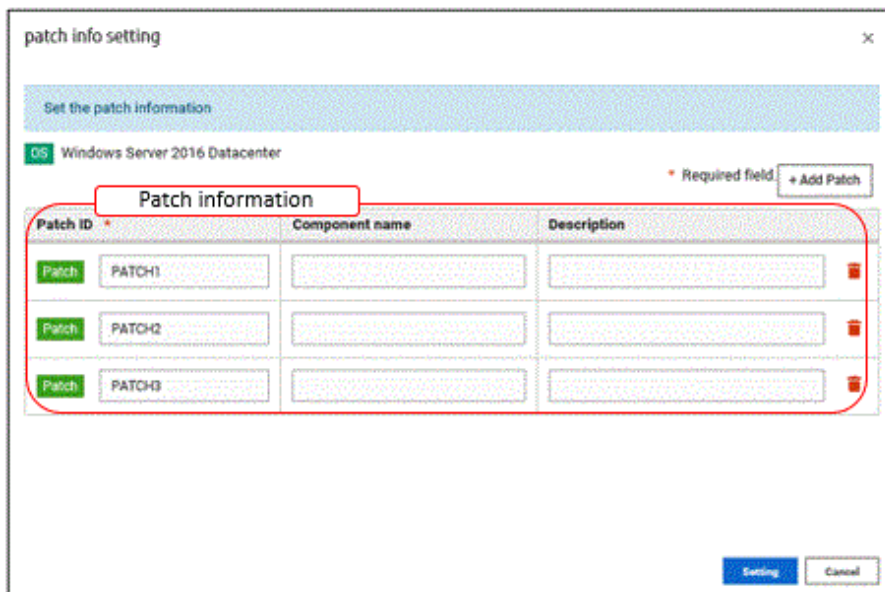 patch info setting ×
Set the patch information
OS Windows Server 2016 Datacenter
* Required field. + Add Patch
Patch information
Patch ID * Component name Description
Patch PATCH1
Patch PATCH2
Patch PATCH3
Setting Cancel